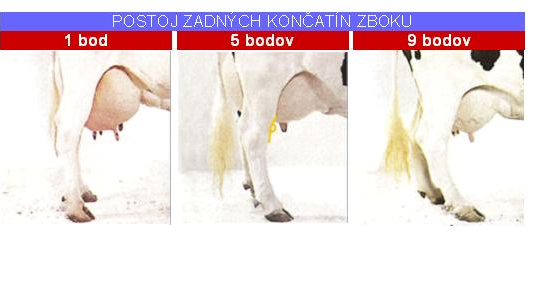 POSTOJ ZADNÝCH KONČATÍN ZBOKU
1 bod
5 bodov
9 bodov